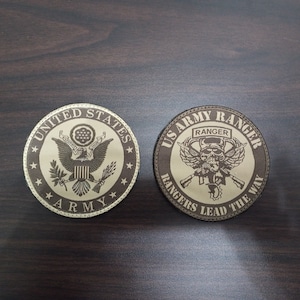 UNITED STATES
ARMY
US ARMY RANGER
RANGER
RANGERS LEAD THE WAY